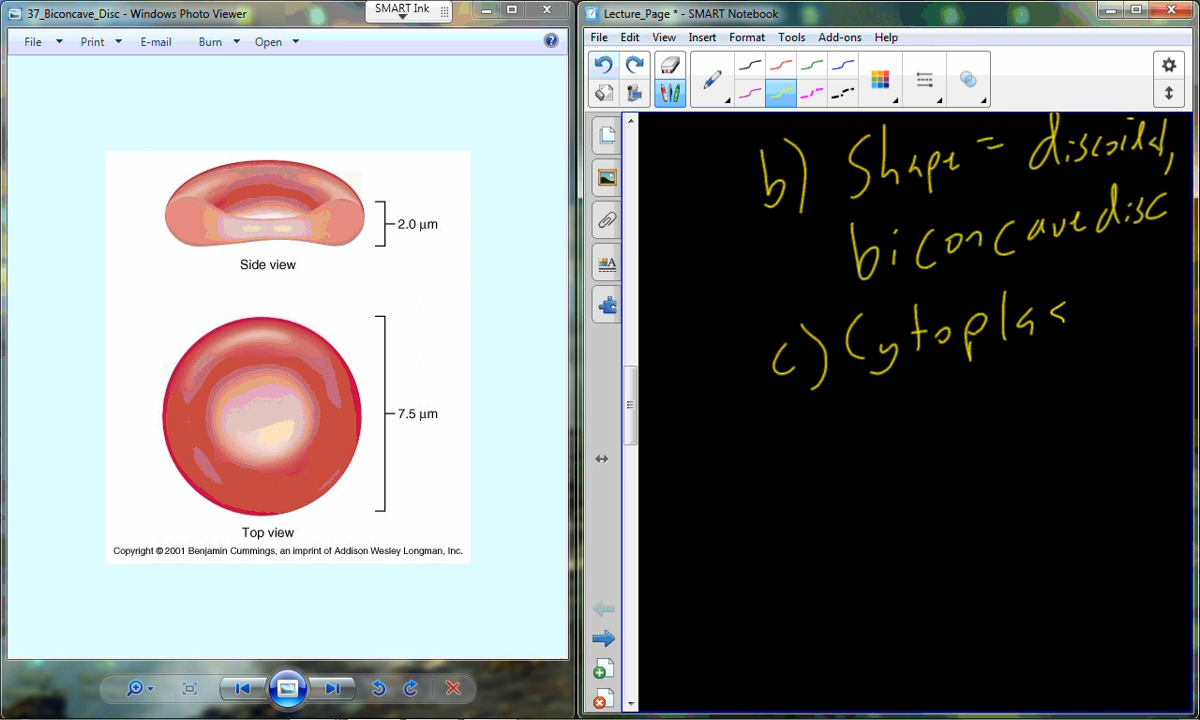 37_Biconcave_Disc - Windows Photo Viewer
SMART Ink
File Print E-mail Burn Open
2.0 µm
Side view
7.5 µm
Top view
Copyright © 2001 Benjamin Cummings, an imprint of Addison Wesley Longman, Inc.
Lecture_Page * - SMART Notebook
File Edit View Insert Format Tools Add-ons Help
b) Shape = discoidal,
biconcave disc
c) Cytoplas